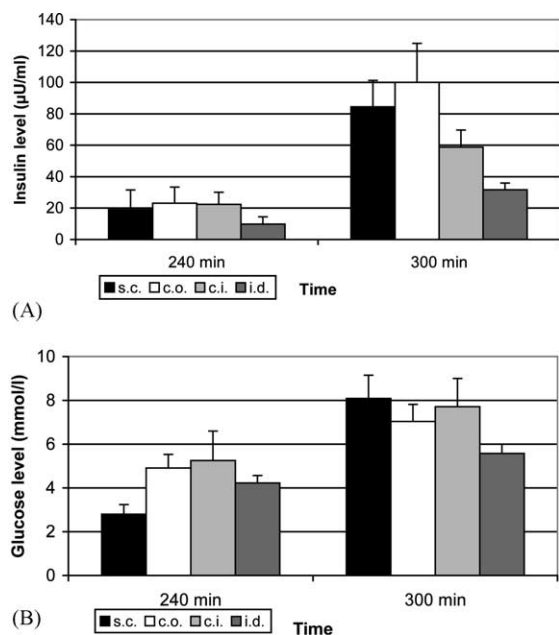 140
120
100
80
60
40
20
0
Insulin level (µU/ml)
240 min
300 min
s.c. c.o. c.i. i.d.
Time
(A)
10
8
6
4
2
0
Glucose level (mmol/l)
240 min
300 min
s.c. c.o. c.i. i.d.
Time
(B)